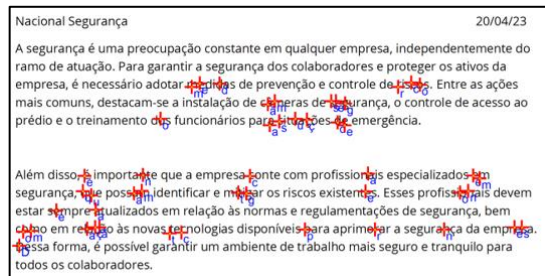 Nacional Segurança 20/04/23
A segurança é uma preocupação constante em qualquer empresa, independentemente do
ramo de atuação. Para garantir a segurança dos colaboradores e proteger os ativos da
empresa, é necessário adotar medidas de prevenção e controle de riscos. Entre as ações
mais comuns, destacam-se a instalação de câmeras de segurança, o controle de acesso ao
prédio e o treinamento dos funcionários para situações de emergência.
Além disso, é importante que a empresa conte com profissionais especializados em
segurança, que possam identificar e mitigar os riscos existentes. Esses profissionais devem
estar sempre atualizados em relação às normas e regulamentações de segurança, bem
como em relação às novas tecnologias disponíveis para aprimorar a segurança da empresa.
Dessa forma, é possível garantir um ambiente de trabalho mais seguro e tranquilo para
todos os colaboradores.